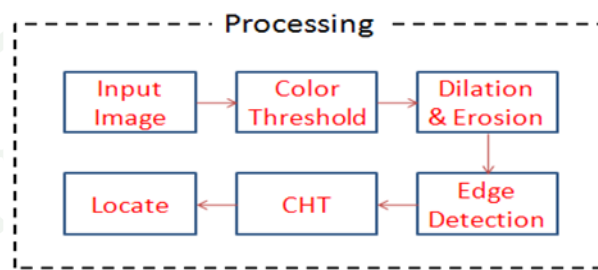 Processing
Input
Image
Color
Threshold
Dilation
& Erosion
Locate
CHT
Edge
Detection